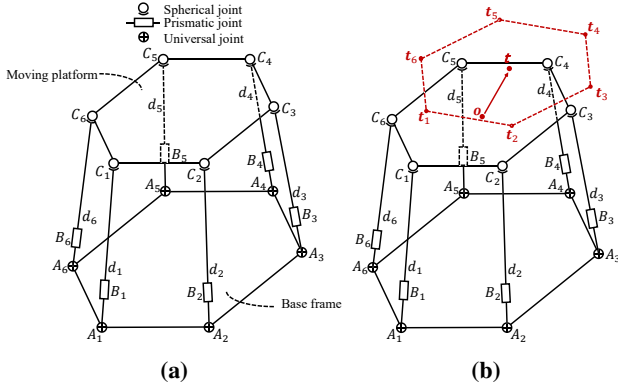 Spherical joint
Prismatic joint
Universal joint
C₅
C₄
Moving platform
d₄
C₃
d₅
C₆
B₅
B₄
C₁
C₂
A₅
A₄
d₃
B₃
d₆
B₆
A₃
A₆
d₁
d₂
B₁
B₂
Base frame
A₁
A₂
(a)
t₅
t₄
t₆
t
C₅
C₄
d₄
t₃
d₅
o
C₃
t₁
C₆
t₂
B₅
B₄
C₁
C₂
A₅
A₄
d₃
B₃
d₆
B₆
A₃
A₆
d₁
d₂
B₁
B₂
A₁
A₂
(b)